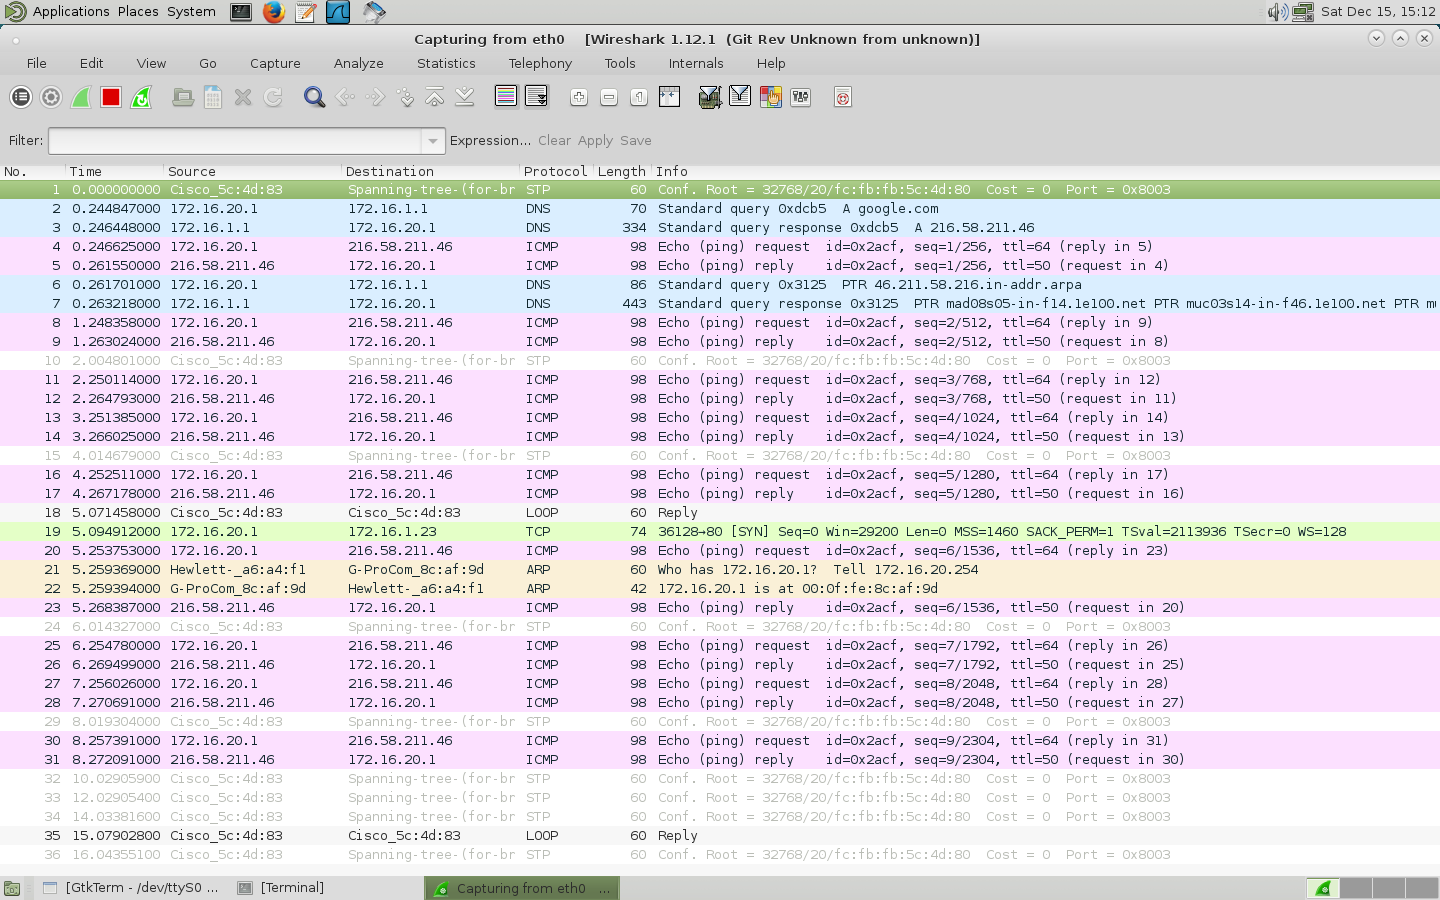 Applications Places System Sat Dec 15, 15:12
Capturing from eth0 [Wireshark 1.12.1 (Git Rev Unknown from unknown)]
File Edit View Go Capture Analyze Statistics Telephony Tools Internals Help
Filter: Expression... Clear Apply Save
No. Time Source Destination Protocol Length Info
1 0.000000000 Cisco_5c:4d:83 Spanning-tree-(for-br STP 60 Conf. Root = 32768/20/fc:fb:fb:5c:4d:80 Cost = 0 Port = 0x8003
2 0.244847000 172.16.20.1 172.16.1.1 DNS 70 Standard query 0xdcb5 A google.com
3 0.246448000 172.16.1.1 172.16.20.1 DNS 334 Standard query response 0xdcb5 A 216.58.211.46
4 0.246625000 172.16.20.1 216.58.211.46 ICMP 98 Echo (ping) request id=0x2acf, seq=1/256, ttl=64 (reply in 5)
5 0.261550000 216.58.211.46 172.16.20.1 ICMP 98 Echo (ping) reply id=0x2acf, seq=1/256, ttl=50 (request in 4)
6 0.261701000 172.16.20.1 172.16.1.1 DNS 86 Standard query 0x3125 PTR 46.211.58.216.in-addr.arpa
7 0.263218000 172.16.1.1 172.16.20.1 DNS 443 Standard query response 0x3125 PTR mad08s05-in-f14.1e100.net PTR muc03s14-in-f46.1e100.net PTR mu
8 1.248358000 172.16.20.1 216.58.211.46 ICMP 98 Echo (ping) request id=0x2acf, seq=2/512, ttl=64 (reply in 9)
9 1.263024000 216.58.211.46 172.16.20.1 ICMP 98 Echo (ping) reply id=0x2acf, seq=2/512, ttl=50 (request in 8)
10 2.004801000 Cisco_5c:4d:83 Spanning-tree-(for-br STP 60 Conf. Root = 32768/20/fc:fb:fb:5c:4d:80 Cost = 0 Port = 0x8003
11 2.250114000 172.16.20.1 216.58.211.46 ICMP 98 Echo (ping) request id=0x2acf, seq=3/768, ttl=64 (reply in 12)
12 2.264793000 216.58.211.46 172.16.20.1 ICMP 98 Echo (ping) reply id=0x2acf, seq=3/768, ttl=50 (request in 11)
13 3.251385000 172.16.20.1 216.58.211.46 ICMP 98 Echo (ping) request id=0x2acf, seq=4/1024, ttl=64 (reply in 14)
14 3.266025000 216.58.211.46 172.16.20.1 ICMP 98 Echo (ping) reply id=0x2acf, seq=4/1024, ttl=50 (request in 13)
15 4.014679000 Cisco_5c:4d:83 Spanning-tree-(for-br STP 60 Conf. Root = 32768/20/fc:fb:fb:5c:4d:80 Cost = 0 Port = 0x8003
16 4.252511000 172.16.20.1 216.58.211.46 ICMP 98 Echo (ping) request id=0x2acf, seq=5/1280, ttl=64 (reply in 17)
17 4.267178000 216.58.211.46 172.16.20.1 ICMP 98 Echo (ping) reply id=0x2acf, seq=5/1280, ttl=50 (request in 16)
18 5.071458000 Cisco_5c:4d:83 Cisco_5c:4d:83 LOOP 60 Reply
19 5.094912000 172.16.20.1 172.16.1.23 TCP 74 36128→80 [SYN] Seq=0 Win=29200 Len=0 MSS=1460 SACK_PERM=1 TSval=2113936 TSecr=0 WS=128
20 5.253753000 172.16.20.1 216.58.211.46 ICMP 98 Echo (ping) request id=0x2acf, seq=6/1536, ttl=64 (reply in 23)
21 5.259369000 Hewlett-_a6:a4:f1 G-ProCom_8c:af:9d ARP 60 Who has 172.16.20.1? Tell 172.16.20.254
22 5.259394000 G-ProCom_8c:af:9d Hewlett-_a6:a4:f1 ARP 42 172.16.20.1 is at 00:0f:fe:8c:af:9d
23 5.268387000 216.58.211.46 172.16.20.1 ICMP 98 Echo (ping) reply id=0x2acf, seq=6/1536, ttl=50 (request in 20)
24 6.014327000 Cisco_5c:4d:83 Spanning-tree-(for-br STP 60 Conf. Root = 32768/20/fc:fb:fb:5c:4d:80 Cost = 0 Port = 0x8003
25 6.254780000 172.16.20.1 216.58.211.46 ICMP 98 Echo (ping) request id=0x2acf, seq=7/1792, ttl=64 (reply in 26)
26 6.269499000 216.58.211.46 172.16.20.1 ICMP 98 Echo (ping) reply id=0x2acf, seq=7/1792, ttl=50 (request in 25)
27 7.256026000 172.16.20.1 216.58.211.46 ICMP 98 Echo (ping) request id=0x2acf, seq=8/2048, ttl=64 (reply in 28)
28 7.270691000 216.58.211.46 172.16.20.1 ICMP 98 Echo (ping) reply id=0x2acf, seq=8/2048, ttl=50 (request in 27)
29 8.019304000 Cisco_5c:4d:83 Spanning-tree-(for-br STP 60 Conf. Root = 32768/20/fc:fb:fb:5c:4d:80 Cost = 0 Port = 0x8003
30 8.257391000 172.16.20.1 216.58.211.46 ICMP 98 Echo (ping) request id=0x2acf, seq=9/2304, ttl=64 (reply in 31)
31 8.272091000 216.58.211.46 172.16.20.1 ICMP 98 Echo (ping) reply id=0x2acf, seq=9/2304, ttl=50 (request in 30)
32 10.02905900 Cisco_5c:4d:83 Spanning-tree-(for-br STP 60 Conf. Root = 32768/20/fc:fb:fb:5c:4d:80 Cost = 0 Port = 0x8003
33 12.02905400 Cisco_5c:4d:83 Spanning-tree-(for-br STP 60 Conf. Root = 32768/20/fc:fb:fb:5c:4d:80 Cost = 0 Port = 0x8003
34 14.03381600 Cisco_5c:4d:83 Spanning-tree-(for-br STP 60 Conf. Root = 32768/20/fc:fb:fb:5c:4d:80 Cost = 0 Port = 0x8003
35 15.07902800 Cisco_5c:4d:83 Cisco_5c:4d:83 LOOP 60 Reply
36 16.04355100 Cisco_5c:4d:83 Spanning-tree-(for-br STP 60 Conf. Root = 32768/20/fc:fb:fb:5c:4d:80 Cost = 0 Port = 0x8003
[GtkTerm - /dev/ttyS0 ... [Terminal] Capturing from eth0 ...